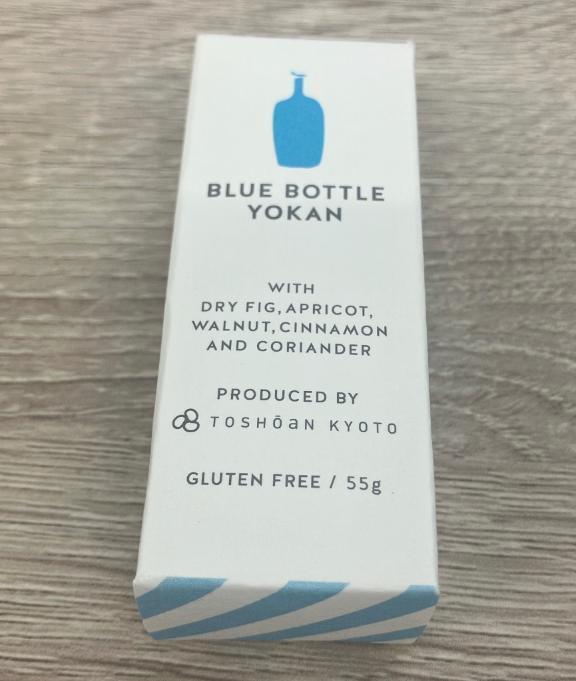 BLUE BOTTLE
YOKAN
WITH
DRY FIG, APRICOT,
WALNUT, CINNAMON
AND CORIANDER
PRODUCED BY
TOSHŌaN KYOTO
GLUTEN FREE / 55g